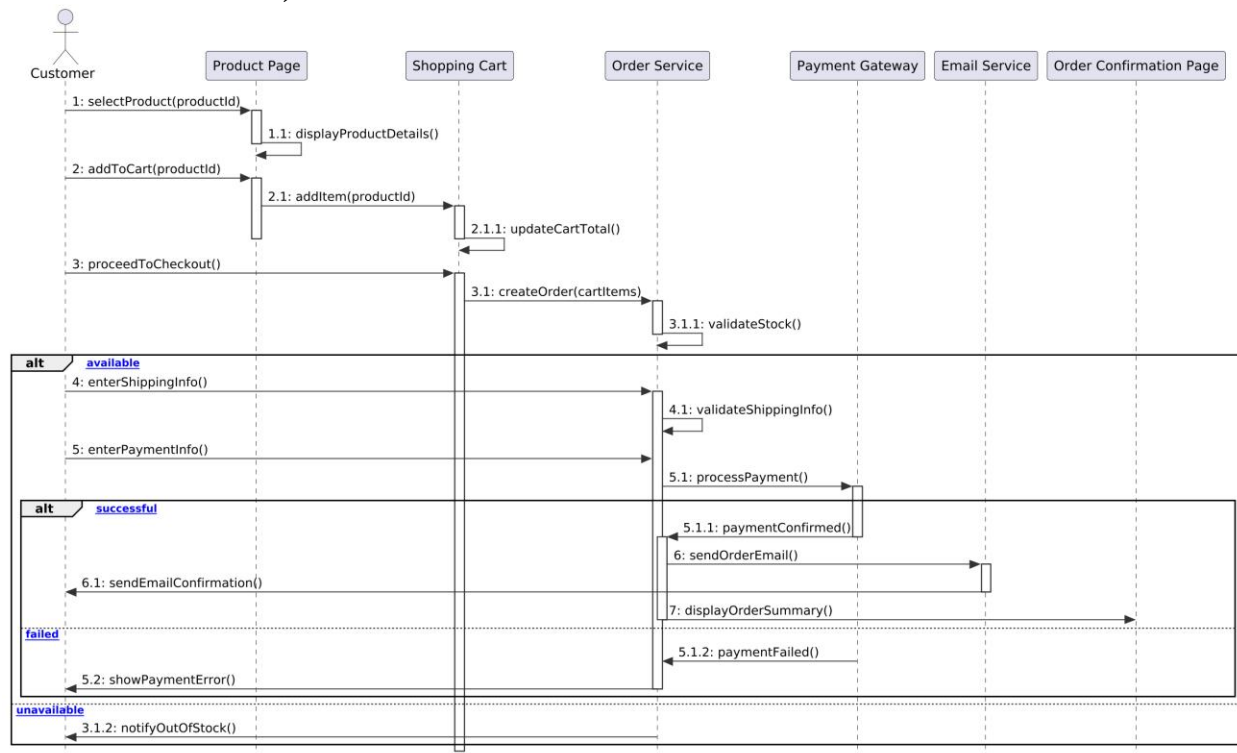 Customer
Product Page
Shopping Cart
Order Service
Payment Gateway
Email Service
Order Confirmation Page
1: selectProduct(productId)
1.1: displayProductDetails()
2: addToCart(productId)
2.1: addItem(productId)
2.1.1: updateCartTotal()
3: proceedToCheckout()
3.1: createOrder(cartItems)
3.1.1: validateStock()
alt
available
4: enterShippingInfo()
4.1: validateShippingInfo()
5: enterPaymentInfo()
5.1: processPayment()
alt
successful
5.1.1: paymentConfirmed()
6: sendOrderEmail()
6.1: sendEmailConfirmation()
7: displayOrderSummary()
failed
5.1.2: paymentFailed()
5.2: showPaymentError()
unavailable
3.1.2: notifyOutOfStock()